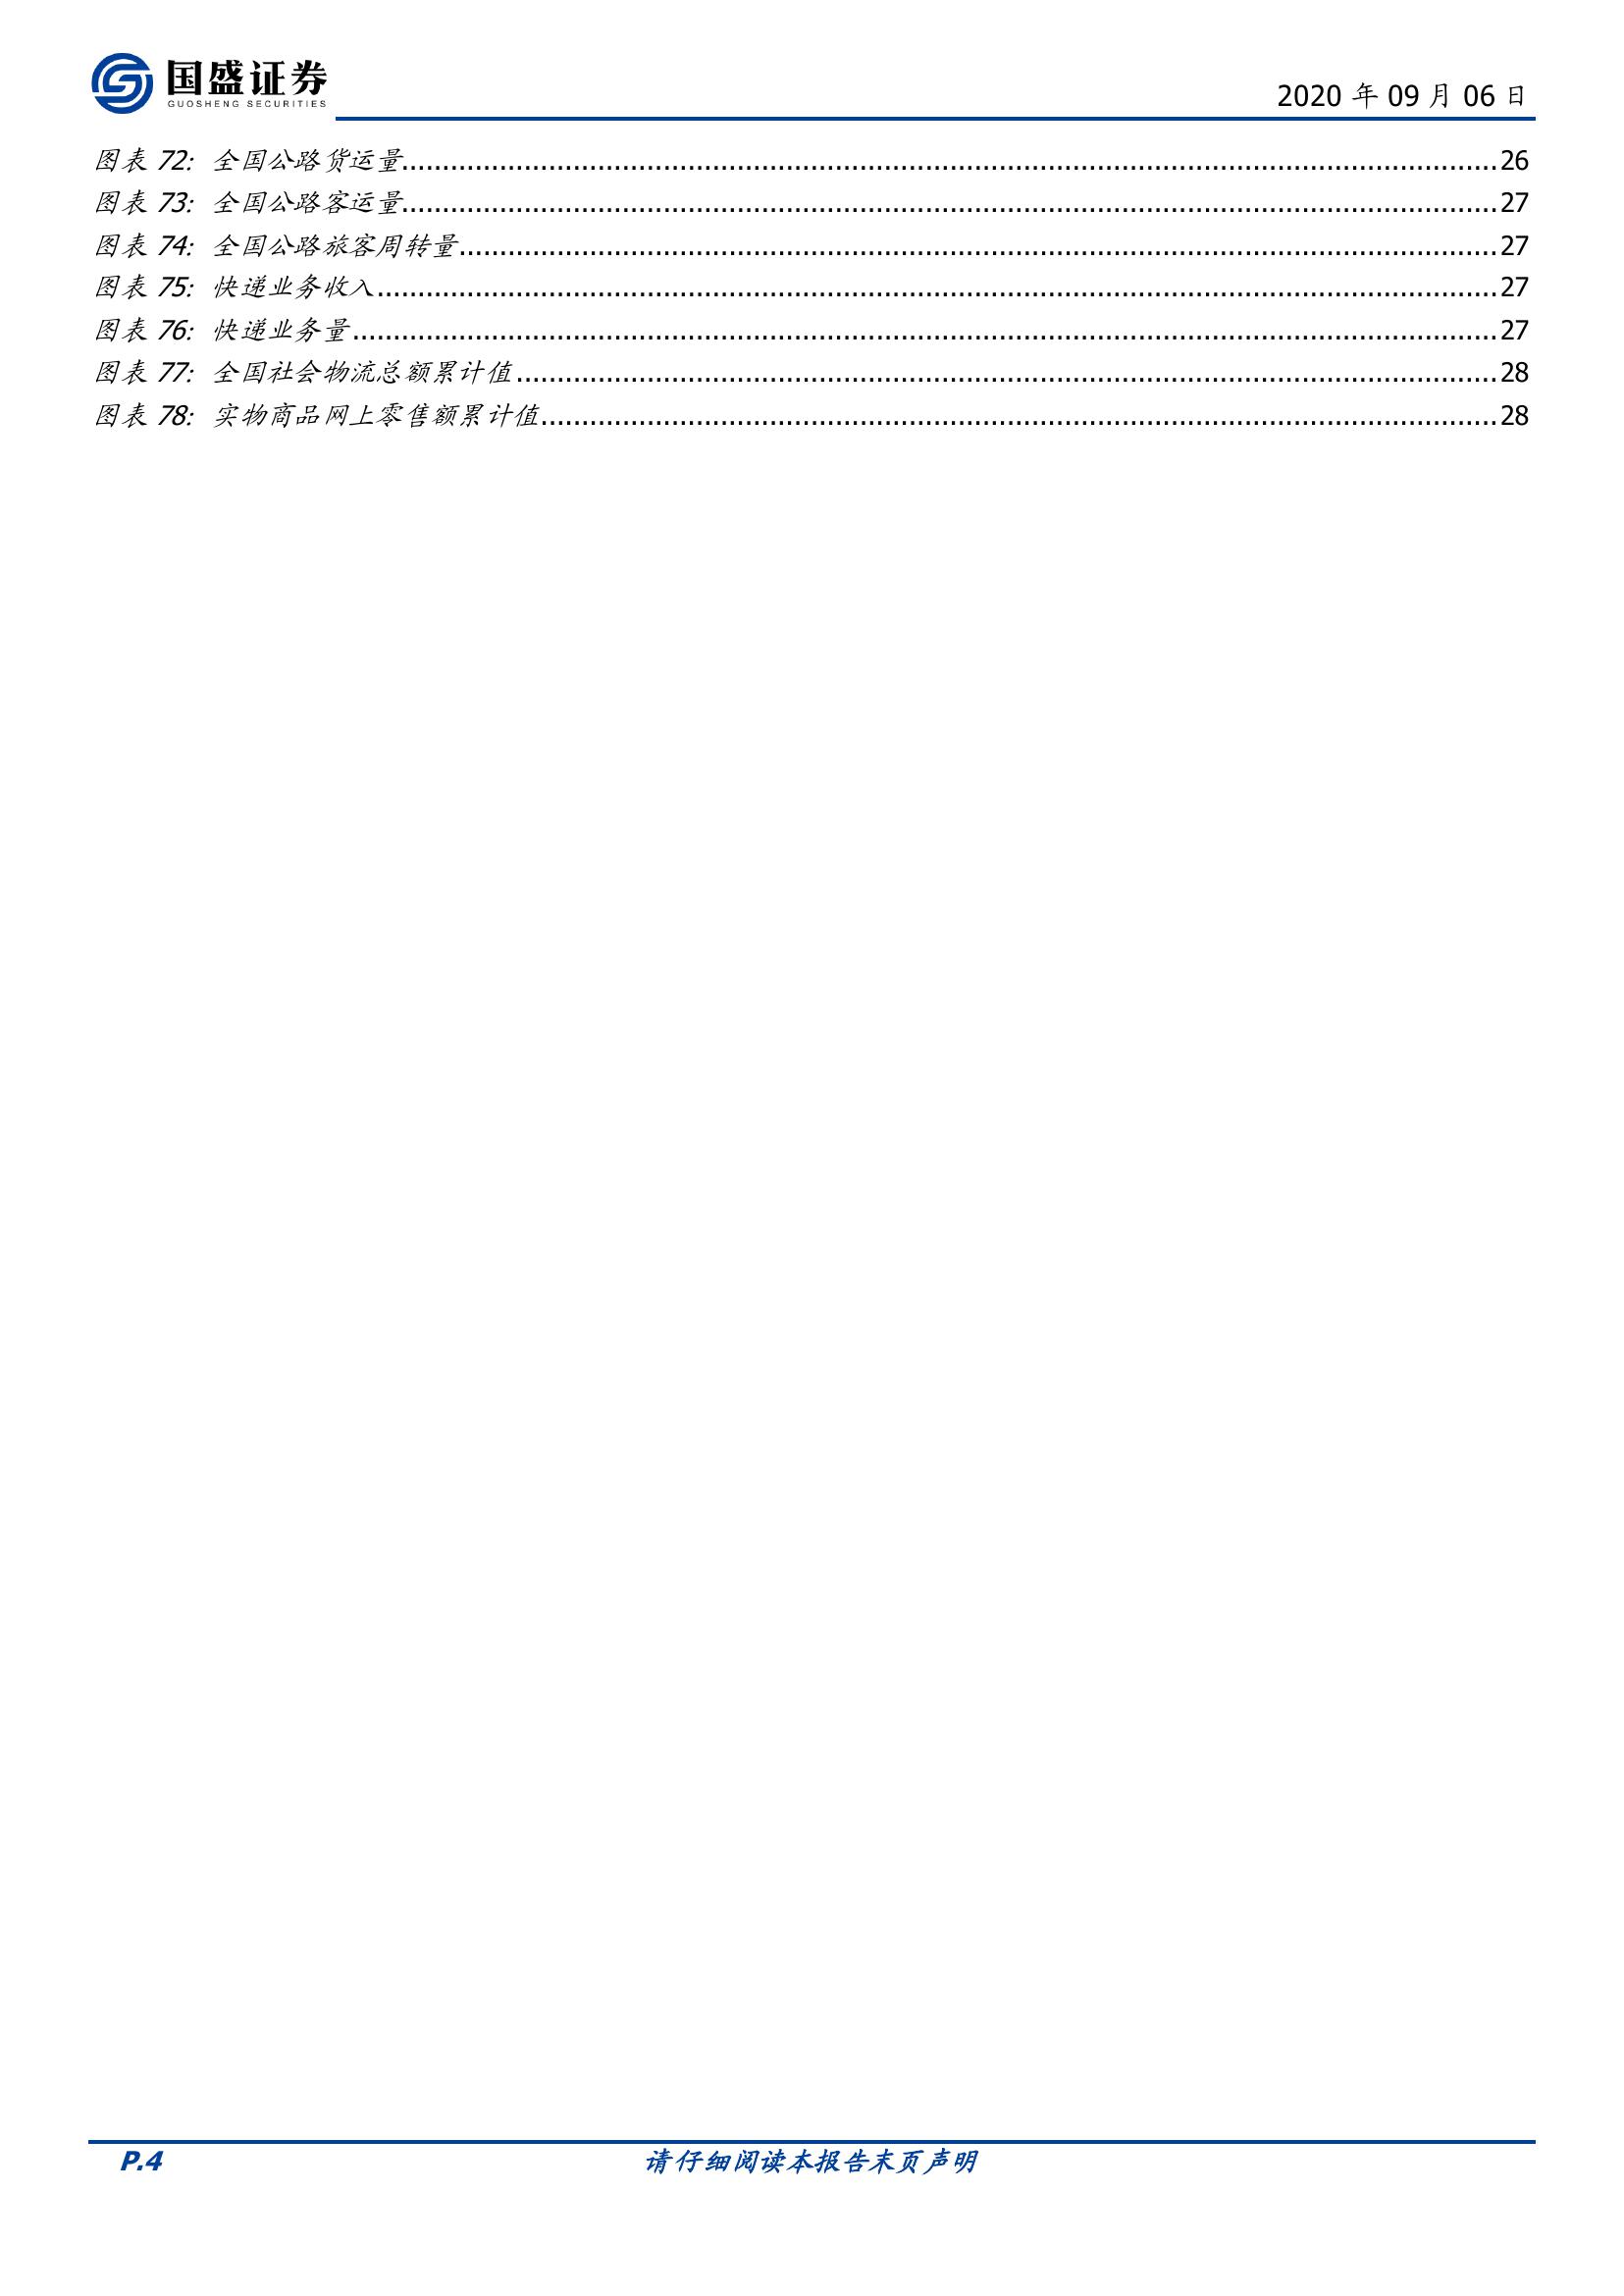 国盛证券
GUOSHENG SECURITIES
2020 年 09 月 06 日
图表 72: 全国公路货运量........................................26
图表 73: 全国公路客运量........................................27
图表 74: 全国公路旅客周转量........................................27
图表 75: 快递业务收入........................................27
图表 76: 快递业务量........................................27
图表 77: 全国社会物流总额累计值........................................28
图表 78: 实物商品网上零售额累计值........................................28
P.4 请仔细阅读本报告末页声明